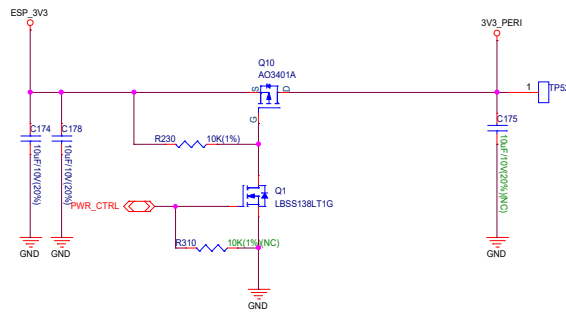 ESP_3V3
3V3_PERI
Q10
AO3401A
S
D
G
1
C174
10uF/10V(20%)
C178
10uF/10V(20%)
R230
10K(1%)
C175
10uF/10V(20%)(NC)
Q1
LBSS138LT1G
PWR_CTRL
R310
10K(1%)(NC)
GND
GND
GND
GND